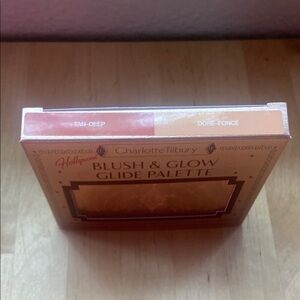 TAN-DEEP
DORÉ-FONCÉ
Charlotte Tilbury
Hollywood
BLUSH & GLOW
GLIDE PALETTE